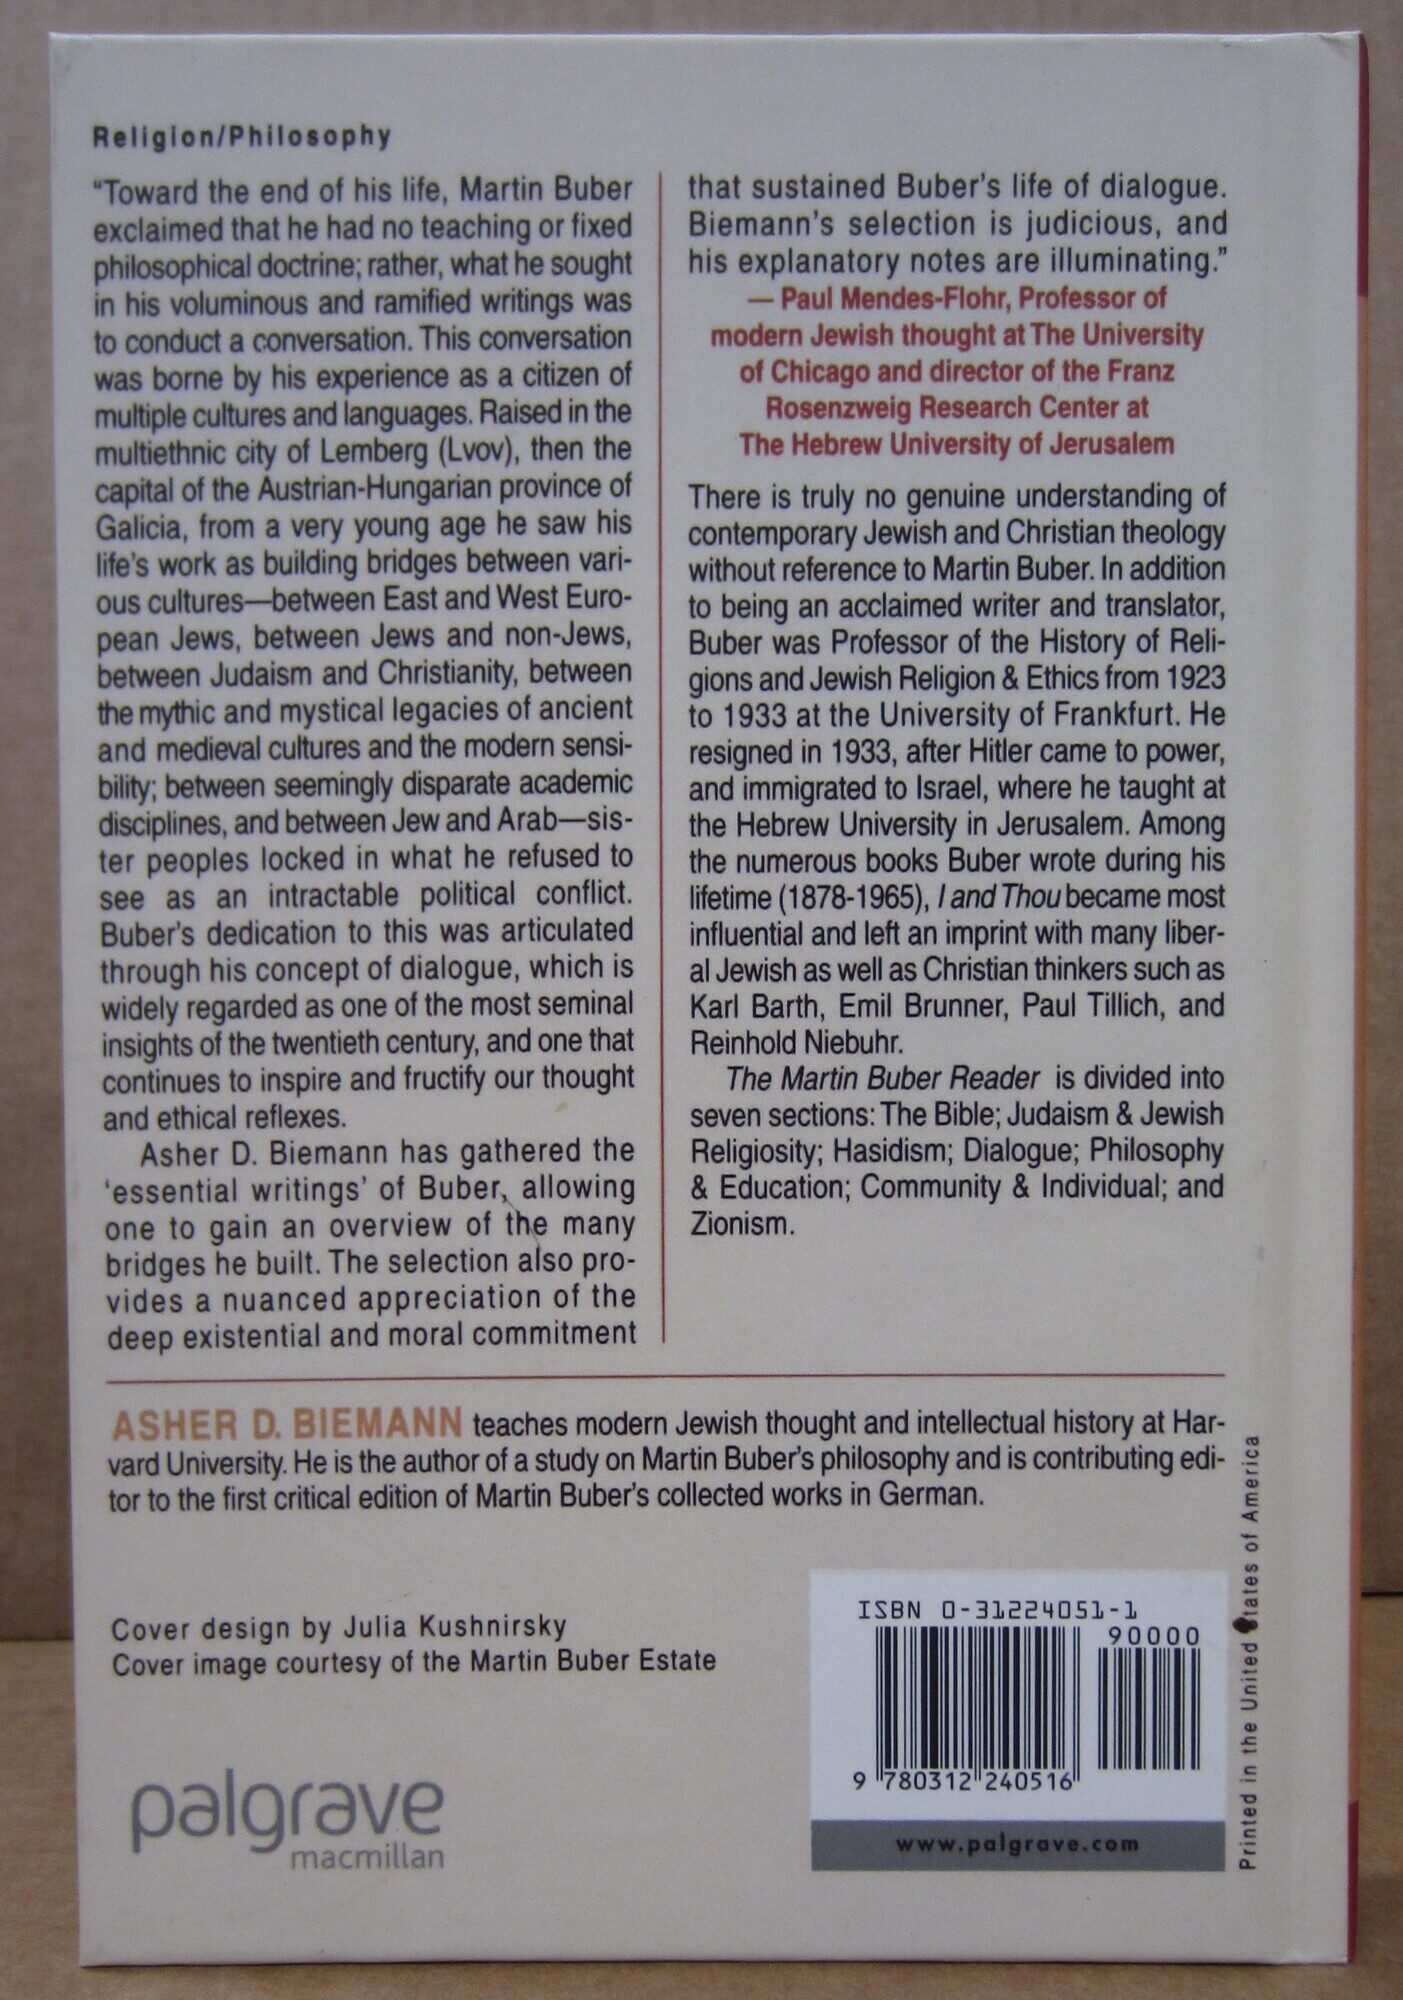 Religion/Philosophy
“Toward the end of his life, Martin Buber
exclaimed that he had no teaching or fixed
philosophical doctrine; rather, what he sought
in his voluminous and ramified writings was
to conduct a conversation. This conversation
was borne by his experience as a citizen of
multiple cultures and languages. Raised in the
multiethnic city of Lemberg (Lvov), then the
capital of the Austrian-Hungarian province of
Galicia, from a very young age he saw his
life’s work as building bridges between vari-
ous cultures—between East and West Euro-
pean Jews, between Jews and non-Jews,
between Judaism and Christianity, between
the mythic and mystical legacies of ancient
and medieval cultures and the modern sensi-
bility; between seemingly disparate academic
disciplines, and between Jew and Arab—sis-
ter peoples locked in what he refused to
see as an intractable political conflict.
Buber’s dedication to this was articulated
through his concept of dialogue, which is
widely regarded as one of the most seminal
insights of the twentieth century, and one that
continues to inspire and fructify our thought
and ethical reflexes.
Asher D. Biemann has gathered the
‘essential writings’ of Buber, allowing
one to gain an overview of the many
bridges he built. The selection also pro-
vides a nuanced appreciation of the
deep existential and moral commitment
that sustained Buber’s life of dialogue.
Biemann’s selection is judicious, and
his explanatory notes are illuminating.”
— Paul Mendes-Flohr, Professor of
modern Jewish thought at The University
of Chicago and director of the Franz
Rosenzweig Research Center at
The Hebrew University of Jerusalem
There is truly no genuine understanding of
contemporary Jewish and Christian theology
without reference to Martin Buber. In addition
to being an acclaimed writer and translator,
Buber was Professor of the History of Reli-
gions and Jewish Religion & Ethics from 1923
to 1933 at the University of Frankfurt. He
resigned in 1933, after Hitler came to power,
and immigrated to Israel, where he taught at
the Hebrew University in Jerusalem. Among
the numerous books Buber wrote during his
lifetime (1878-1965), I and Thou became most
influential and left an imprint with many liber-
al Jewish as well as Christian thinkers such as
Karl Barth, Emil Brunner, Paul Tillich, and
Reinhold Niebuhr.
The Martin Buber Reader is divided into
seven sections: The Bible; Judaism & Jewish
Religiosity; Hasidism; Dialogue; Philosophy
& Education; Community & Individual; and
Zionism.
ASHER D. BIEMANN teaches modern Jewish thought and intellectual history at Har-
vard University. He is the author of a study on Martin Buber’s philosophy and is contributing edi-
tor to the first critical edition of Martin Buber’s collected works in German.
Cover design by Julia Kushnirsky
Cover image courtesy of the Martin Buber Estate
palgrave
macmillan
ISBN 0-31224051-1
90000
9 780312 240516
www.palgrave.com
Printed in the United States of America